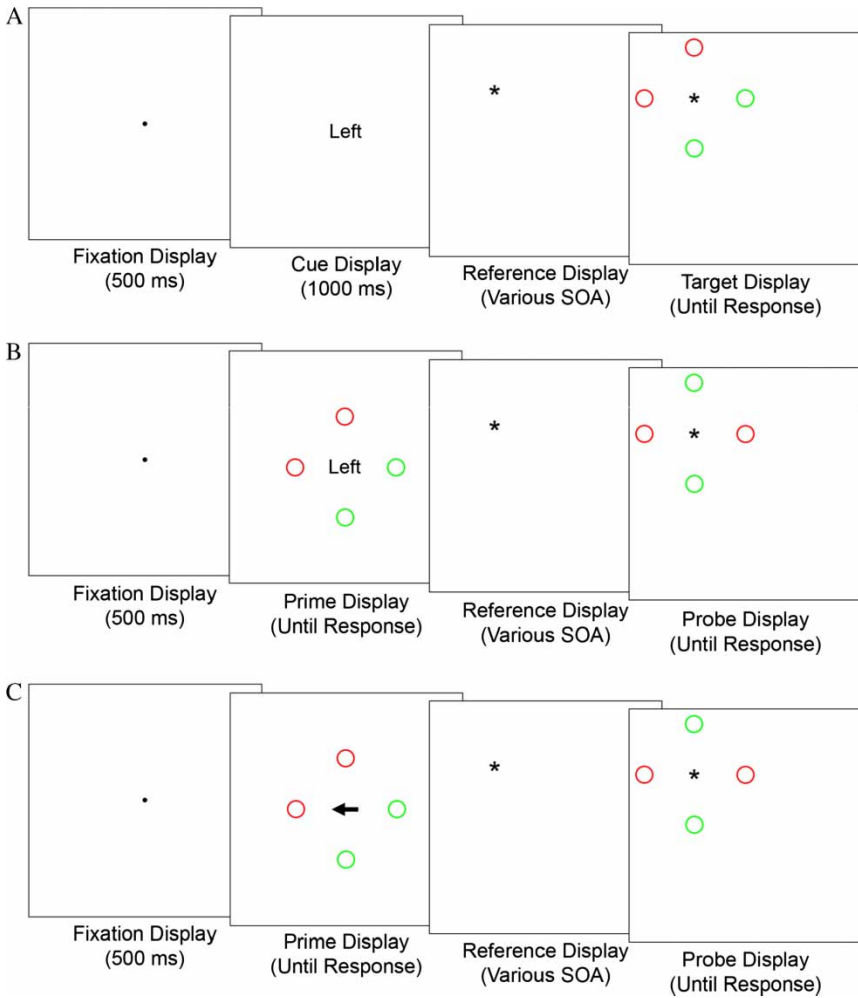 A
Left
*
*
Fixation Display
(500 ms)
Cue Display
(1000 ms)
Reference Display
(Various SOA)
Target Display
(Until Response)
B
Left
*
*
Fixation Display
(500 ms)
Prime Display
(Until Response)
Reference Display
(Various SOA)
Probe Display
(Until Response)
C
*
*
Fixation Display
(500 ms)
Prime Display
(Until Response)
Reference Display
(Various SOA)
Probe Display
(Until Response)